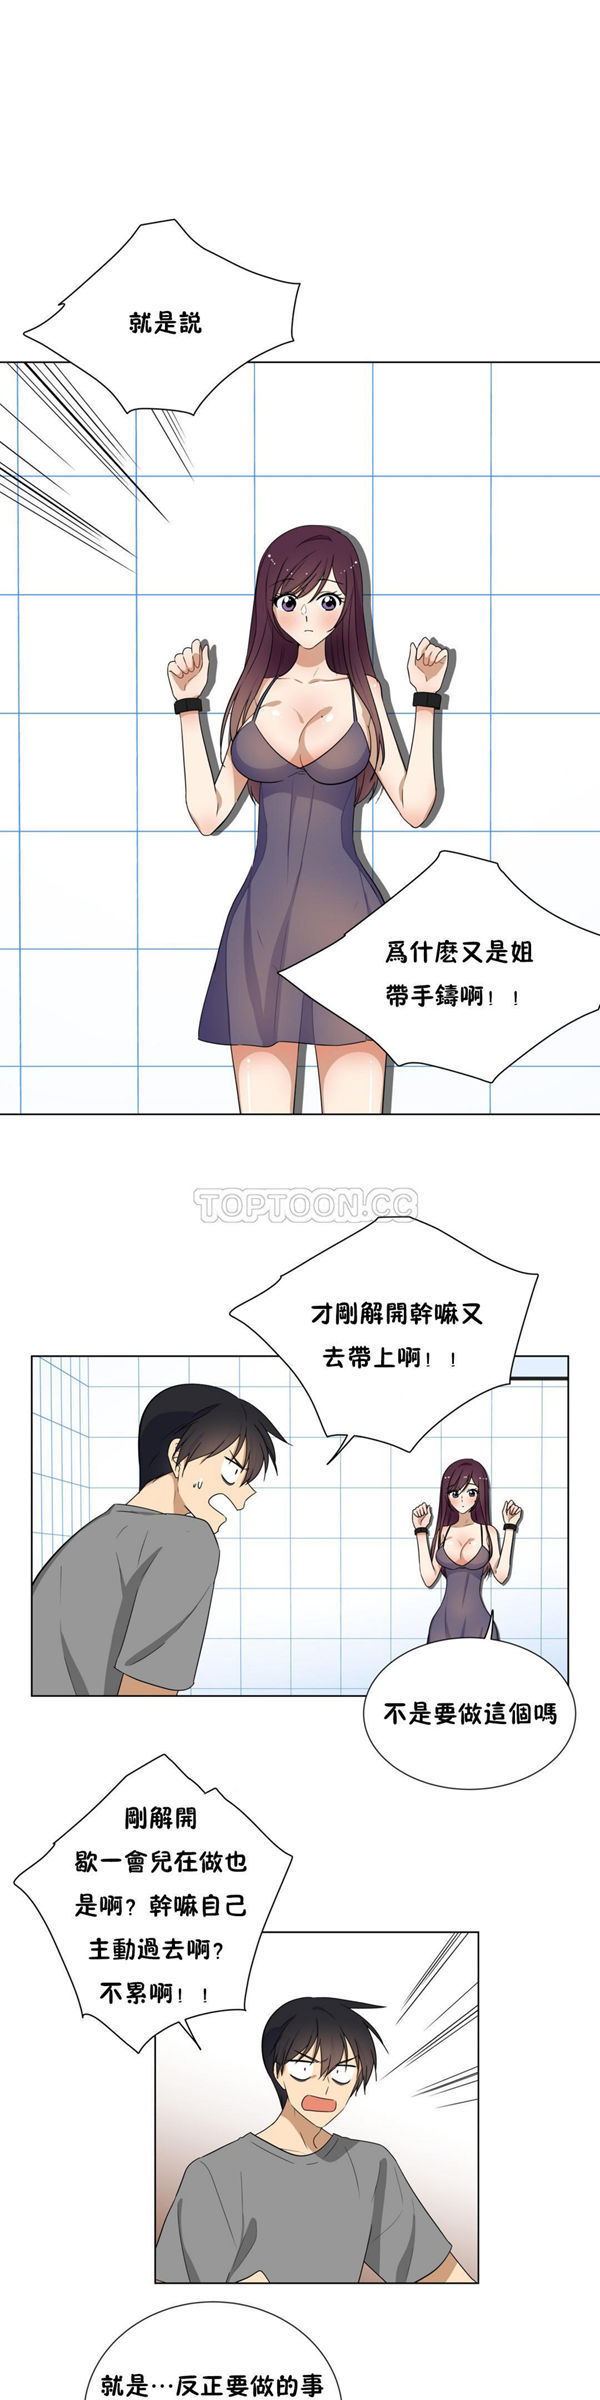 就是説
爲什麽又是姐
帶手鑄啊！！
TOPTOON.CC
才剛解開幹嘛又
去帶上啊！！
不是要做這個嗎
剛解開
歇一會兒在做也
是啊？幹嘛自己
主動過去啊？
不累啊！！
就是…反正要做的事